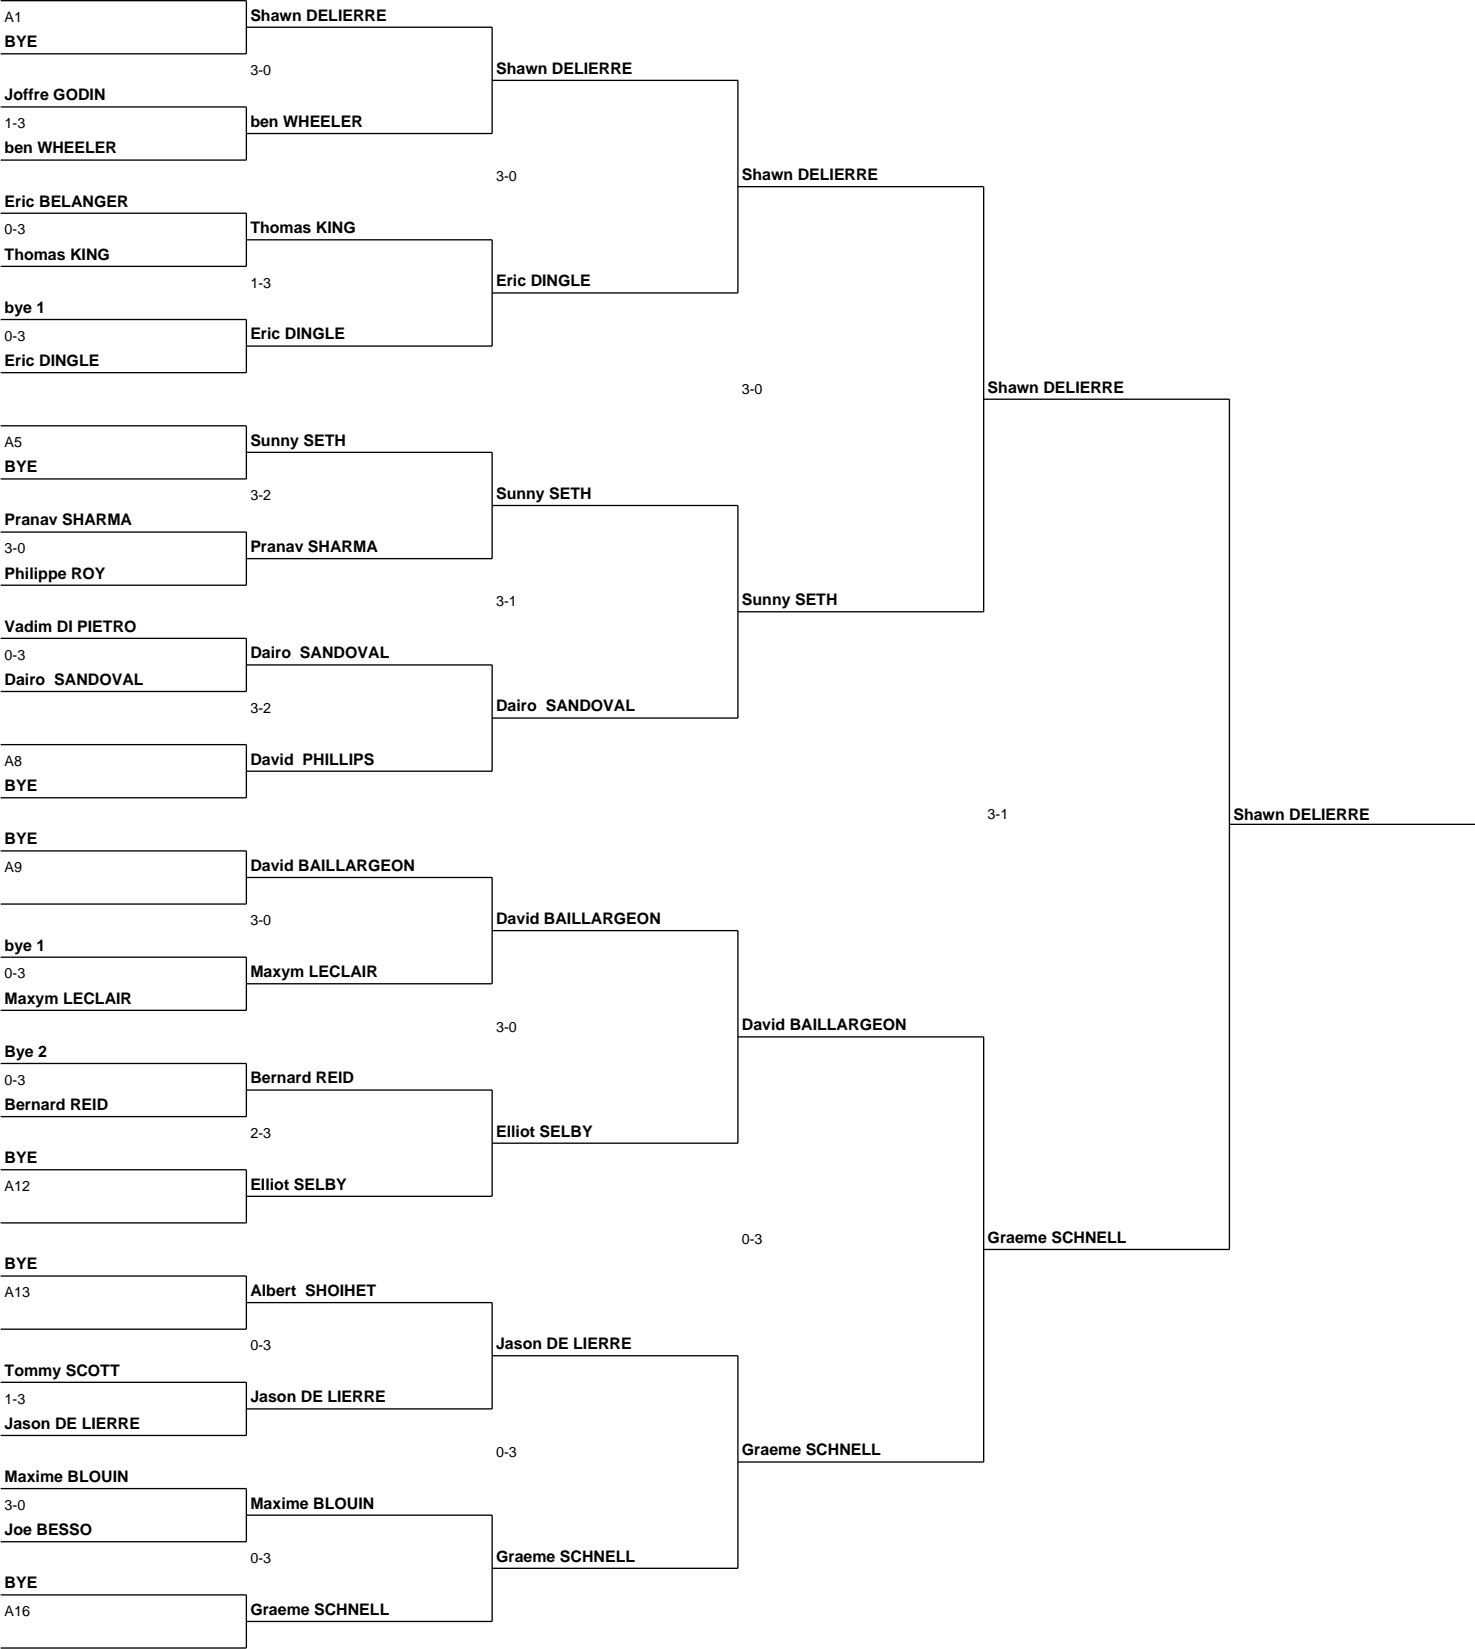 A1
BYE
Shawn DELIERRE
3-0
Shawn DELIERRE
Joffre GODIN
1-3
ben WHEELER
ben WHEELER
3-0
Shawn DELIERRE
Eric BELANGER
0-3
Thomas KING
Thomas KING
1-3
Eric DINGLE
bye 1
0-3
Eric DINGLE
Eric DINGLE
3-0
Shawn DELIERRE
A5
BYE
Sunny SETH
3-2
Sunny SETH
Pranav SHARMA
3-0
Philippe ROY
Pranav SHARMA
3-1
Sunny SETH
Vadim DI PIETRO
0-3
Dairo  SANDOVAL
Dairo  SANDOVAL
3-2
Dairo  SANDOVAL
A8
BYE
David  PHILLIPS
3-1
Shawn DELIERRE
BYE
A9
David BAILLARGEON
3-0
David BAILLARGEON
bye 1
0-3
Maxym LECLAIR
Maxym LECLAIR
3-0
David BAILLARGEON
Bye 2
0-3
Bernard REID
Bernard REID
2-3
Elliot SELBY
BYE
A12
Elliot SELBY
0-3
Graeme SCHNELL
BYE
A13
Albert  SHOIHET
0-3
Jason DE LIERRE
Tommy SCOTT
1-3
Jason DE LIERRE
Jason DE LIERRE
0-3
Graeme SCHNELL
Maxime BLOUIN
3-0
Joe BESSO
Maxime BLOUIN
0-3
Graeme SCHNELL
BYE
A16
Graeme SCHNELL